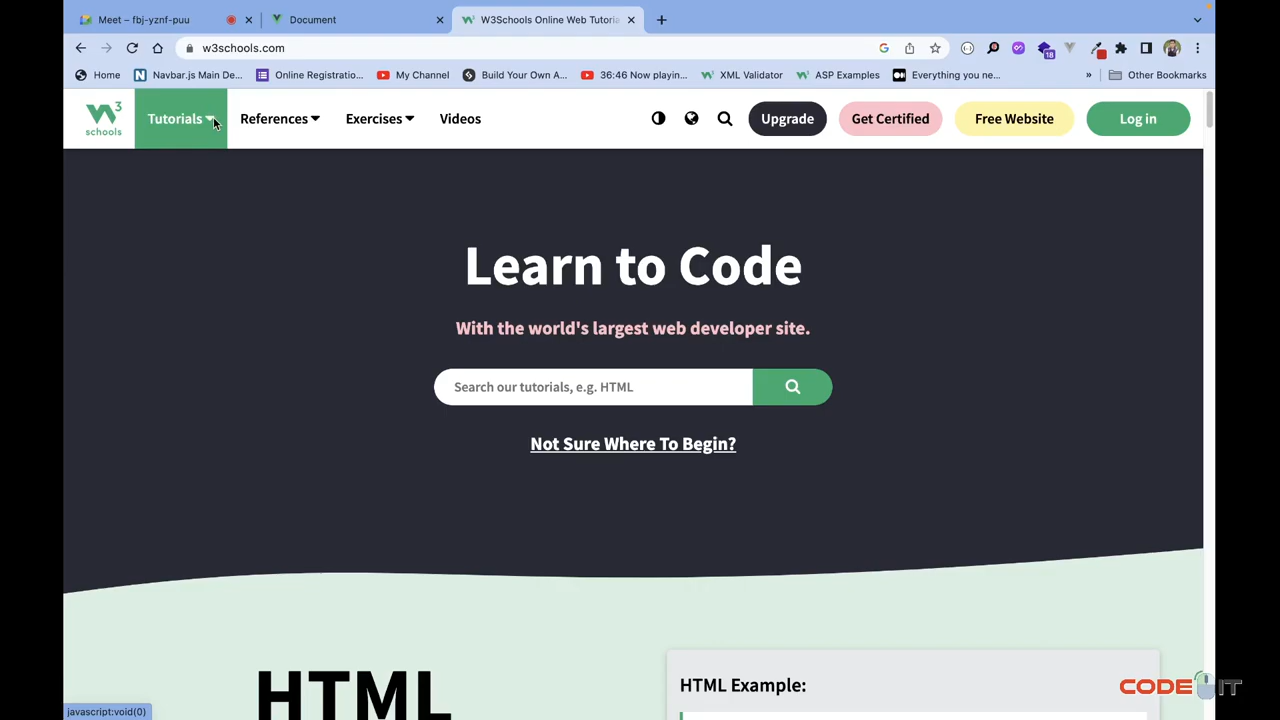 Meet – fbj-yznf-puu
Document
W3Schools Online Web Tutoria
w3schools.com
Home
Navbar.js Main De...
Online Registratio...
My Channel
Build Your Own A...
36:46 Now playin...
XML Validator
ASP Examples
Everything you ne...
»
Other Bookmarks
18
W3
schools
Tutorials
References
Exercises
Videos
Upgrade
Get Certified
Free Website
Log in
Learn to Code
With the world's largest web developer site.
Search our tutorials, e.g. HTML
Not Sure Where To Begin?
HTML
HTML Example:
CODE IT
javascript:void(0)